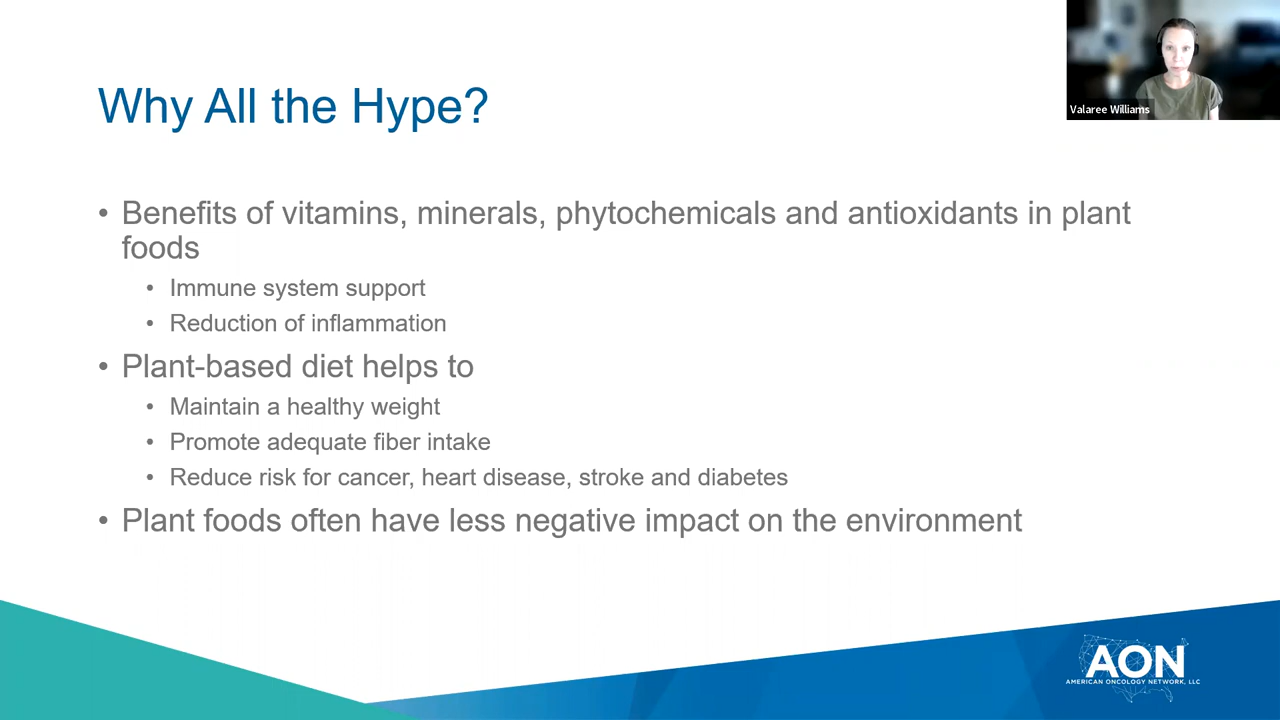 Valaree Williams
Why All the Hype?
• Benefits of vitamins, minerals, phytochemicals and antioxidants in plant
foods
• Immune system support
• Reduction of inflammation
• Plant-based diet helps to
• Maintain a healthy weight
• Promote adequate fiber intake
• Reduce risk for cancer, heart disease, stroke and diabetes
• Plant foods often have less negative impact on the environment
AON
AMERICAN ONCOLOGY NETWORK, LLC